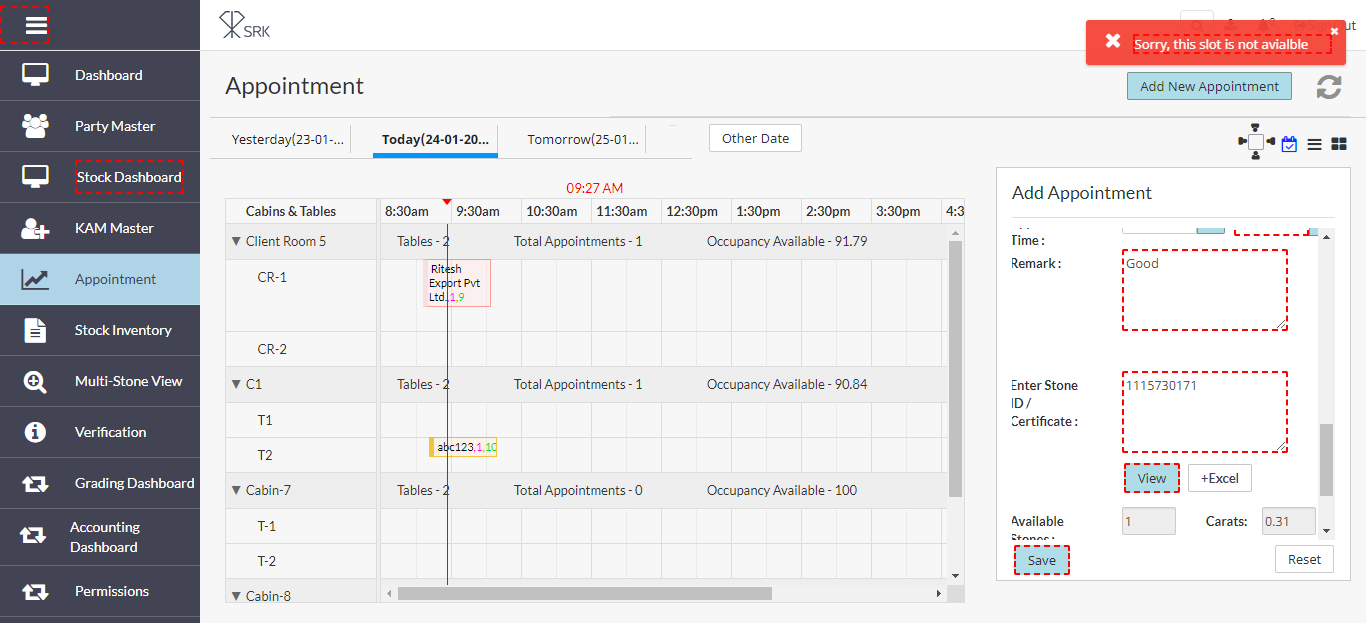 SRK
Sorry, this slot is not avialble
Dashboard
Party Master
Stock Dashboard
KAM Master
Appointment
Stock Inventory
Multi-Stone View
Verification
Grading Dashboard
Accounting
Dashboard
Permissions
Appointment
Add New Appointment
Yesterday(23-01-...
Today(24-01-20...
Tomorrow(25-01...
Other Date
09:27 AM
Cabins & Tables
8:30am 9:30am 10:30am 11:30am 12:30pm 1:30pm 2:30pm 3:30pm 4:3
Client Room 5 Tables - 2 Total Appointments - 1 Occupancy Available - 91.79
CR-1
Ritesh
Export Pvt
Ltd.,1,9
CR-2
C1 Tables - 2 Total Appointments - 1 Occupancy Available - 90.84
T1
T2
abc123,1,10
Cabin-7 Tables - 2 Total Appointments - 0 Occupancy Available - 100
T-1
T-2
Cabin-8
Add Appointment
Time :
Remark :
Good
Enter Stone
ID /
Certificate :
1115730171
View
+Excel
Available
Stones :
1
Carats:
0.31
Save
Reset